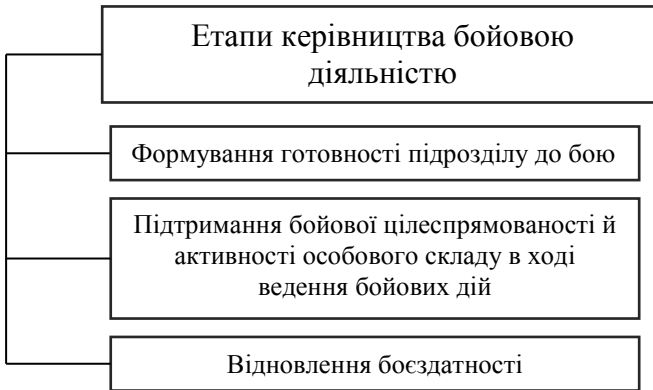 Етапи керівництва бойовою
діяльністю
Формування готовності підрозділу до бою
Підтримання бойової цілеспрямованості й
активності особового складу в ході
ведення бойових дій
Відновлення боєздатності